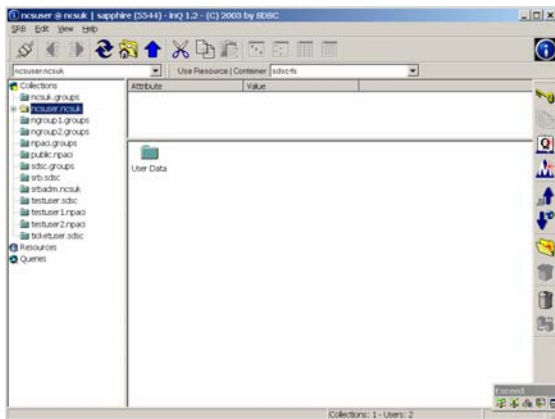 ncsuser @ ncsuk | sapphire (5544) - inQ 1.2 - (C) 2003 by SDSC
SRB Edit View Help
ncsuser.ncsuk Use Resource | Container sdsc-fs
Collections
ncsuk.groups
ncsuser.ncsuk
ngroup1.groups
ngroup2.groups
npaci.groups
public.npaci
sdsc.groups
srb.sdsc
srbadm.ncsuk
testuser.sdsc
testuser1.npaci
testuser2.npaci
ticketuser.sdsc
Resources
Queries
Attribute Value
User Data
Exceed
Collections: 1 - Users: 2